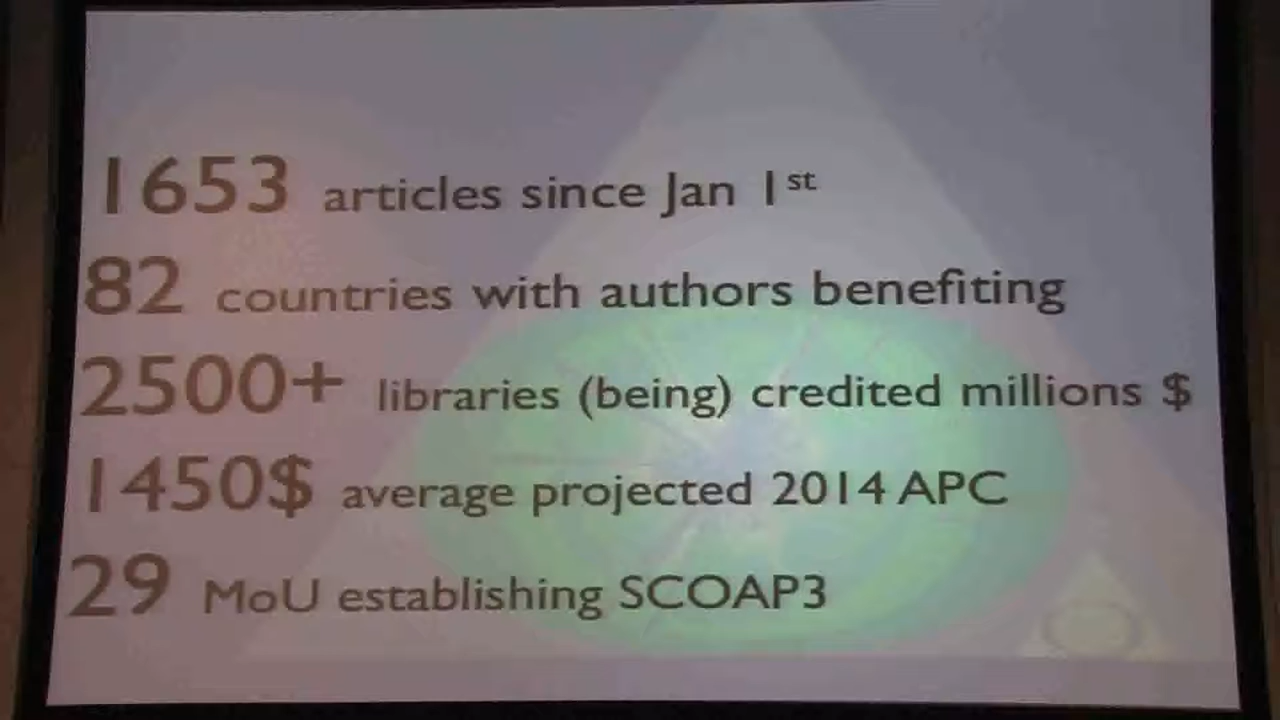 1653 articles since Jan 1st
82 countries with authors benefiting
2500+ libraries (being) credited millions $
1450$ average projected 2014 APC
29 MoU establishing SCOAP3